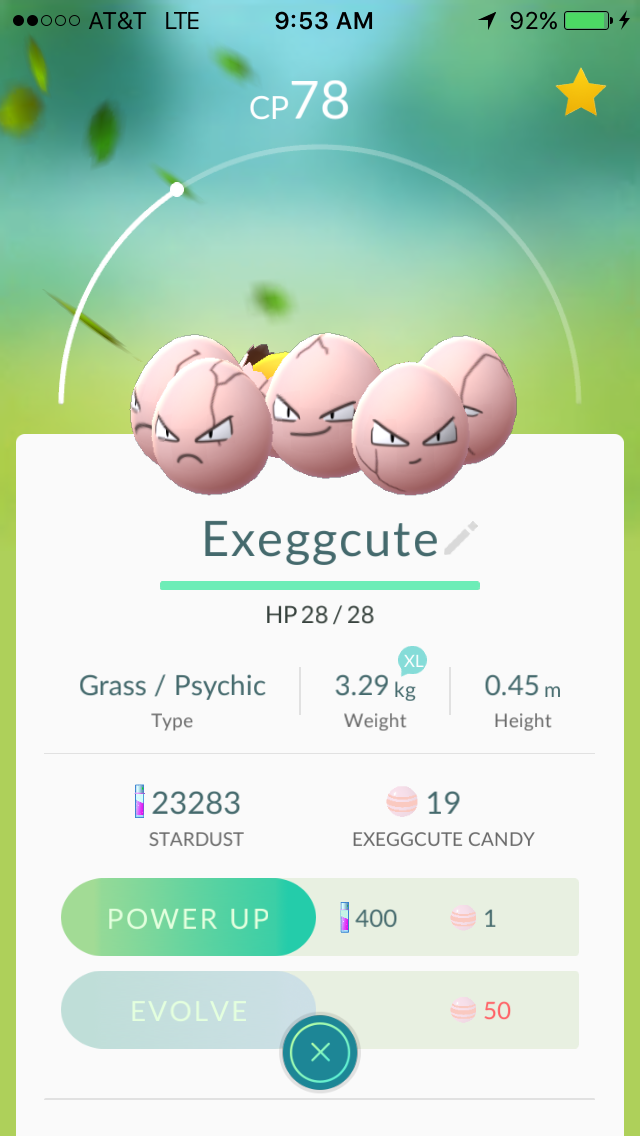 AT&T LTE 9:53 AM 92%
CP78
Exeggcute
HP 28 / 28
XL
Grass / Psychic 3.29 kg 0.45 m
Type Weight Height
23283 19
STARDUST EXEGGCUTE CANDY
POWER UP 400 1
EVOLVE 50